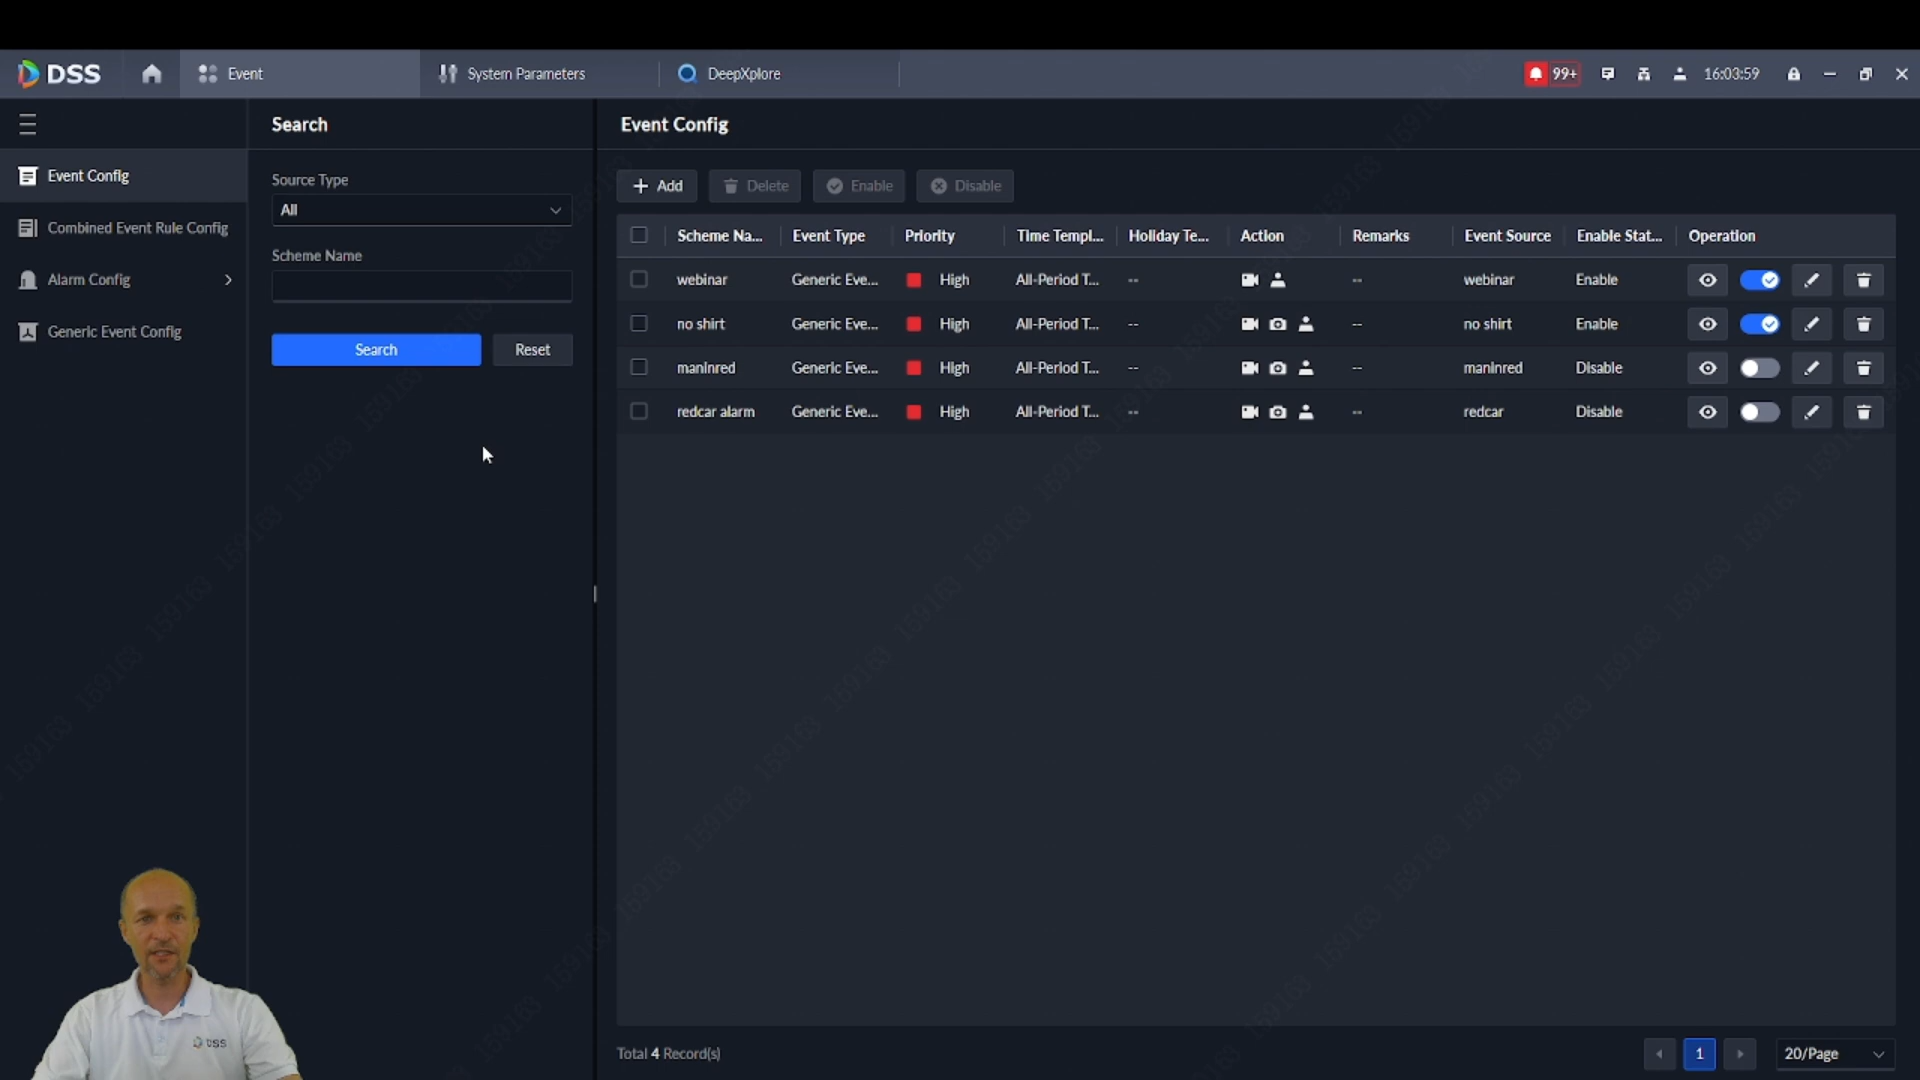 DSS
Event
System Parameters
DeepXplore
99+
16:03:59
Search
Event Config
Event Config
Combined Event Rule Config
Alarm Config
Generic Event Config
Source Type
All
Scheme Name
Search
Reset
Add
Delete
Enable
Disable
Scheme Na... Event Type Priority Time Templ... Holiday Te... Action Remarks Event Source Enable Stat... Operation
webinar Generic Eve... High All-Period T... -- -- webinar Enable
no shirt Generic Eve... High All-Period T... -- -- no shirt Enable
maninred Generic Eve... High All-Period T... -- -- maninred Disable
redcar alarm Generic Eve... High All-Period T... -- -- redcar Disable
DSS
Total 4 Record(s)
1
20/Page